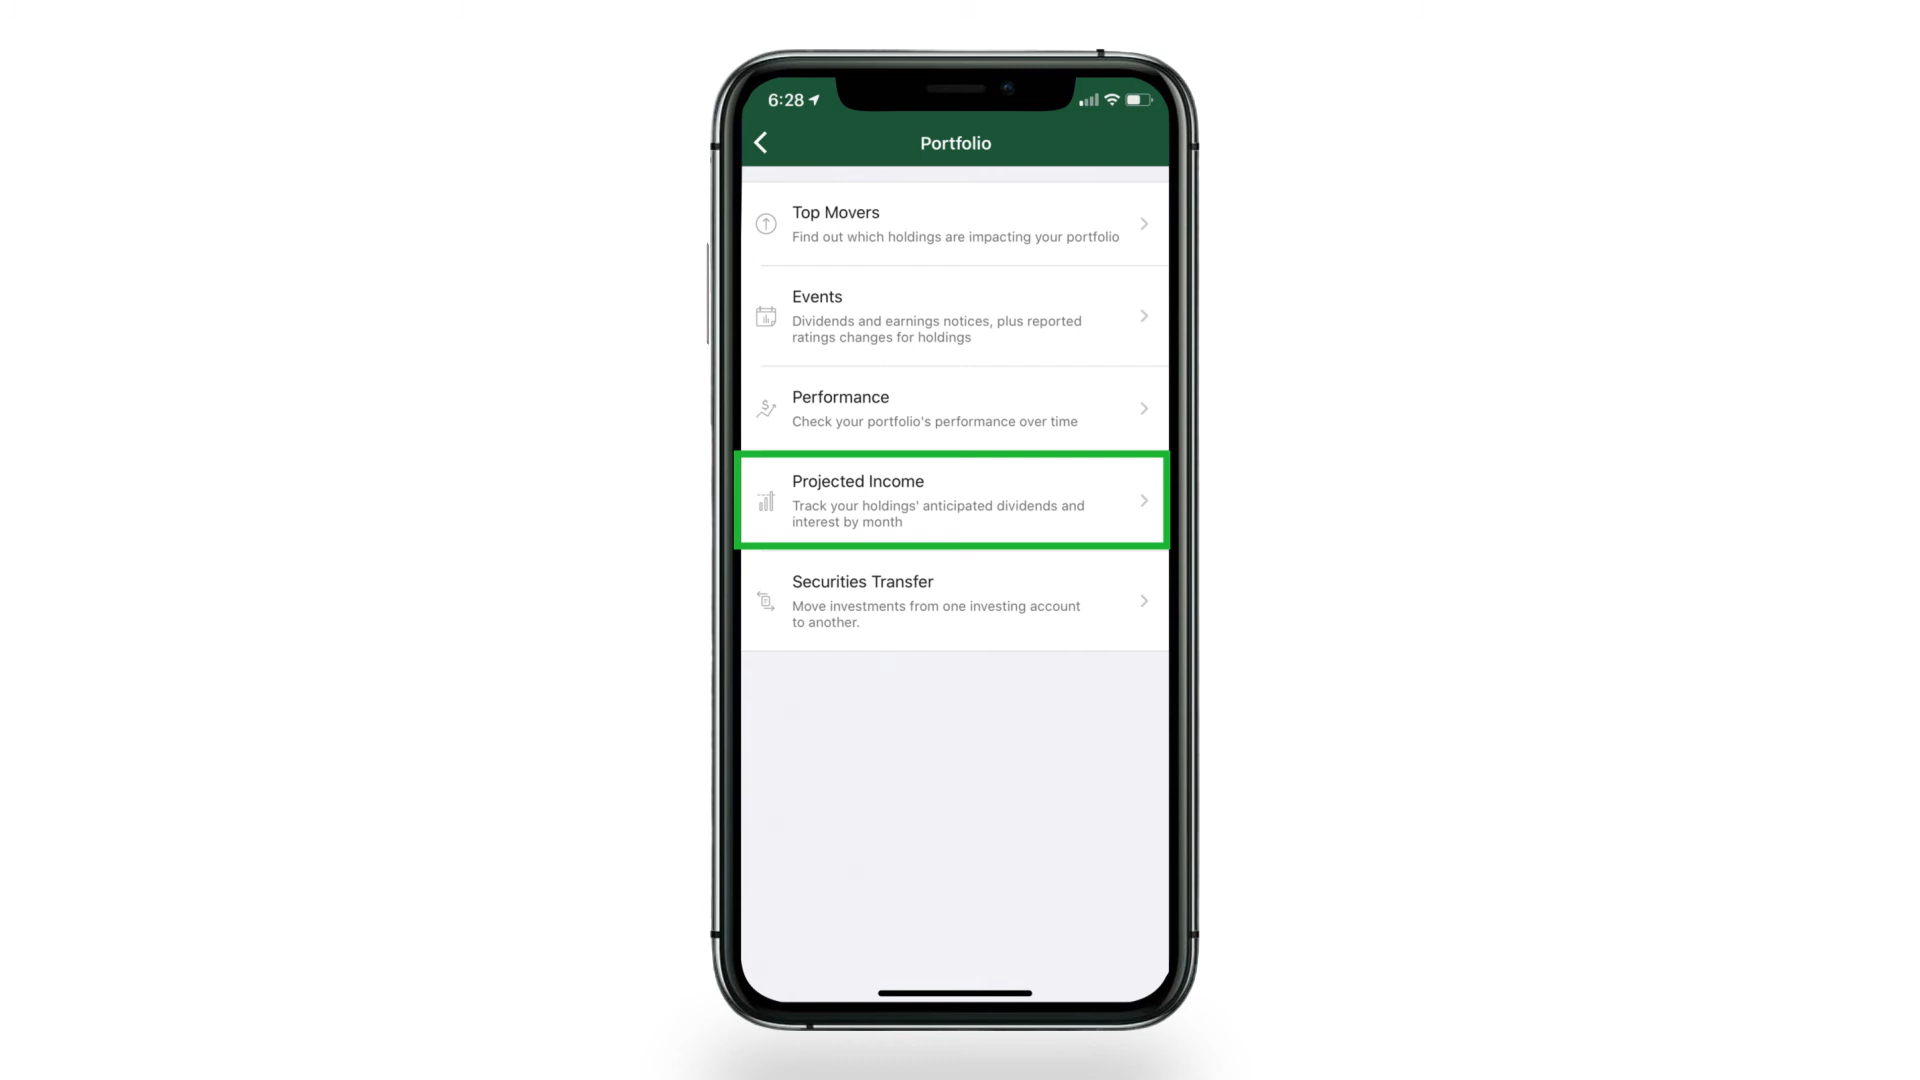 6:28
Portfolio
Top Movers
Find out which holdings are impacting your portfolio
Events
Dividends and earnings notices, plus reported
ratings changes for holdings
Performance
Check your portfolio's performance over time
Projected Income
Track your holdings' anticipated dividends and
interest by month
Securities Transfer
Move investments from one investing account
to another.